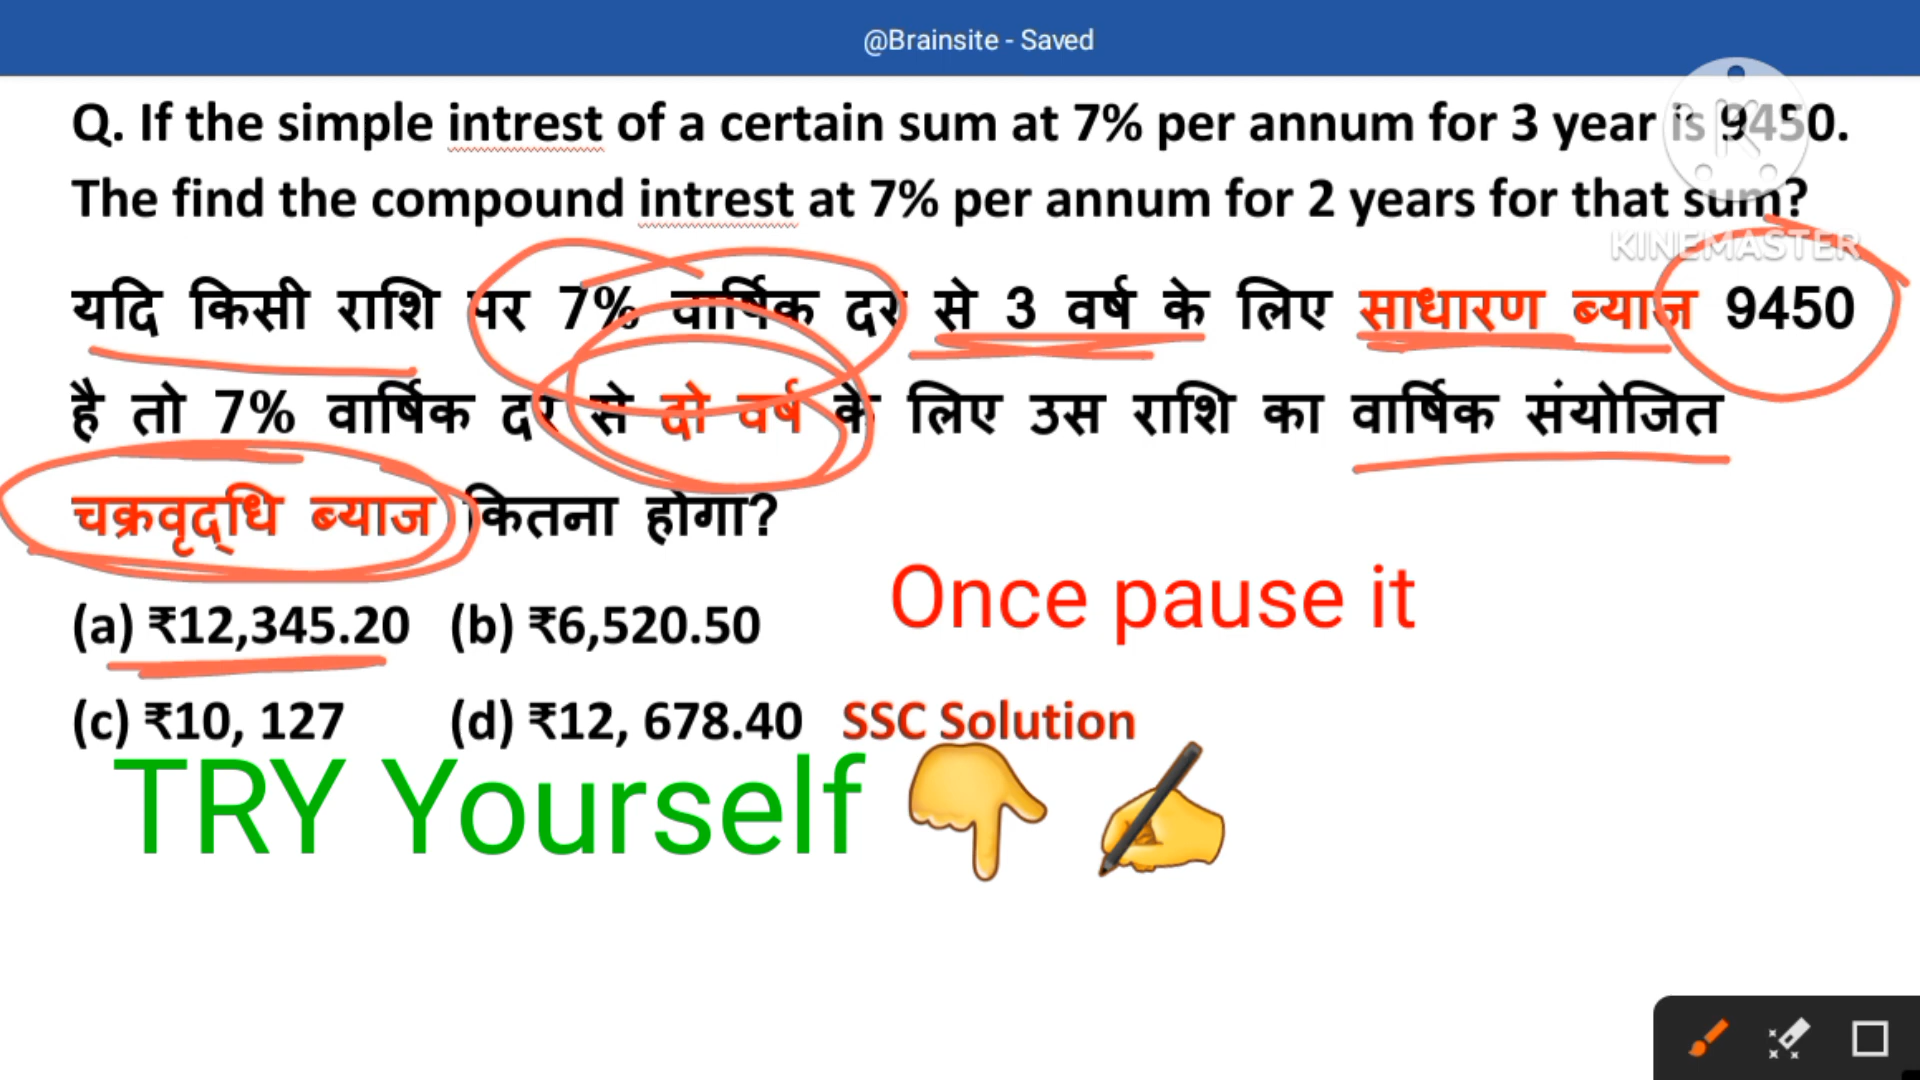 @Brainsite - Saved
Q. If the simple intrest of a certain sum at 7% per annum for 3 year is 9450.
The find the compound intrest at 7% per annum for 2 years for that sum?
KINEMASTER
यदि किसी राशि पर 7% वार्षिक दर से 3 वर्ष के लिए साधारण ब्याज 9450
है तो 7% वार्षिक दर से दो वर्ष के लिए उस राशि का वार्षिक संयोजित
चक्रवृद्धि ब्याज कितना होगा?
Once pause it
(a) ₹12,345.20 (b) ₹6,520.50
(c) ₹10, 127 (d) ₹12, 678.40 SSC Solution
TRY Yourself